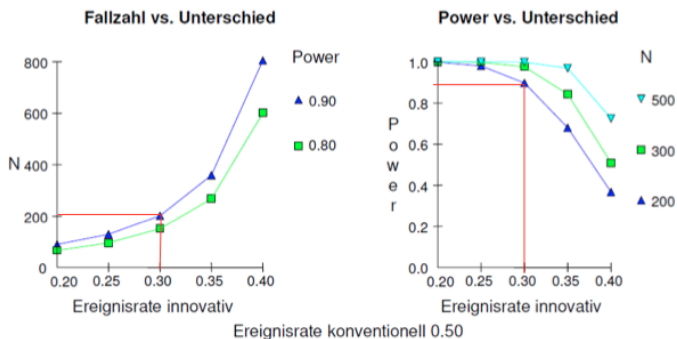 Fallzahl vs. Unterschied
800
600
N 400
200
0
0.20 0.25 0.30 0.35 0.40
Ereignisrate innovativ
Power
0.90
0.80
Power vs. Unterschied
1.0
0.8
0.6
0.4
0.2
0.0
Power
0.20 0.25 0.30 0.35 0.40
Ereignisrate innovativ
N
500
300
200
Ereignisrate konventionell 0.50